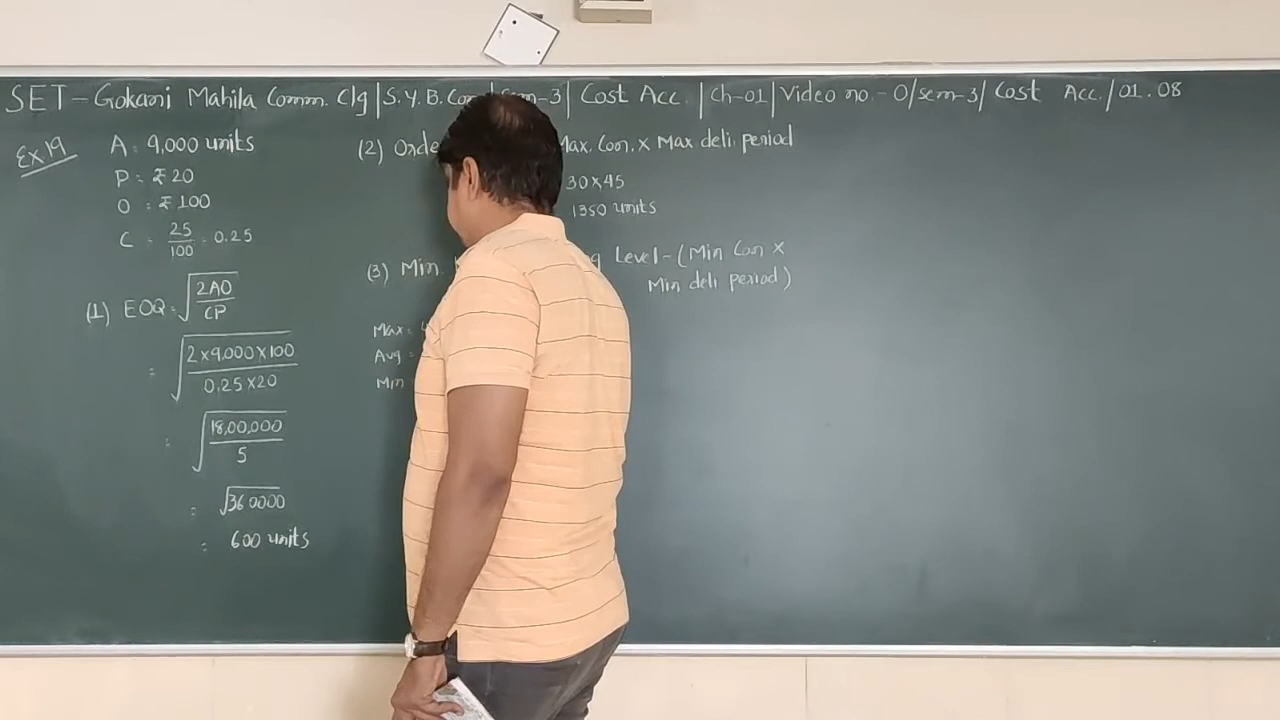 SET - Gokani Mahila Comm. Clg | S.Y. B. Com | Sem-3 | Cost Acc. | Ch-01 | Video no. - 0/sem-3/ Cost Acc./01.08
Ex 19
A = 9,000 units
P = ₹ 20
O = ₹ 100
C = 25/100 = 0.25
(1) EOQ = √2AO/CP
= √2×9,000×100/0.25×20
= √18,00,000/5
= √360000
= 600 units
(2) Max. Con. × Max deli. period
30×45
1350 units
(3) Min. Level - (Min Con ×
Min deli period)
Max =
Avg =
Min